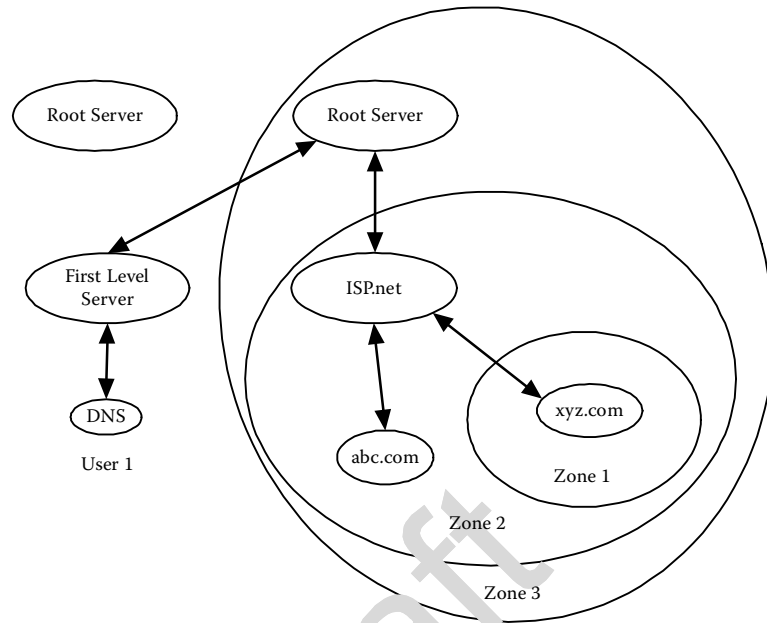 Root Server
Root Server
First Level
Server
ISP.net
DNS
xyz.com
User 1
abc.com
Zone 1
Zone 2
Zone 3